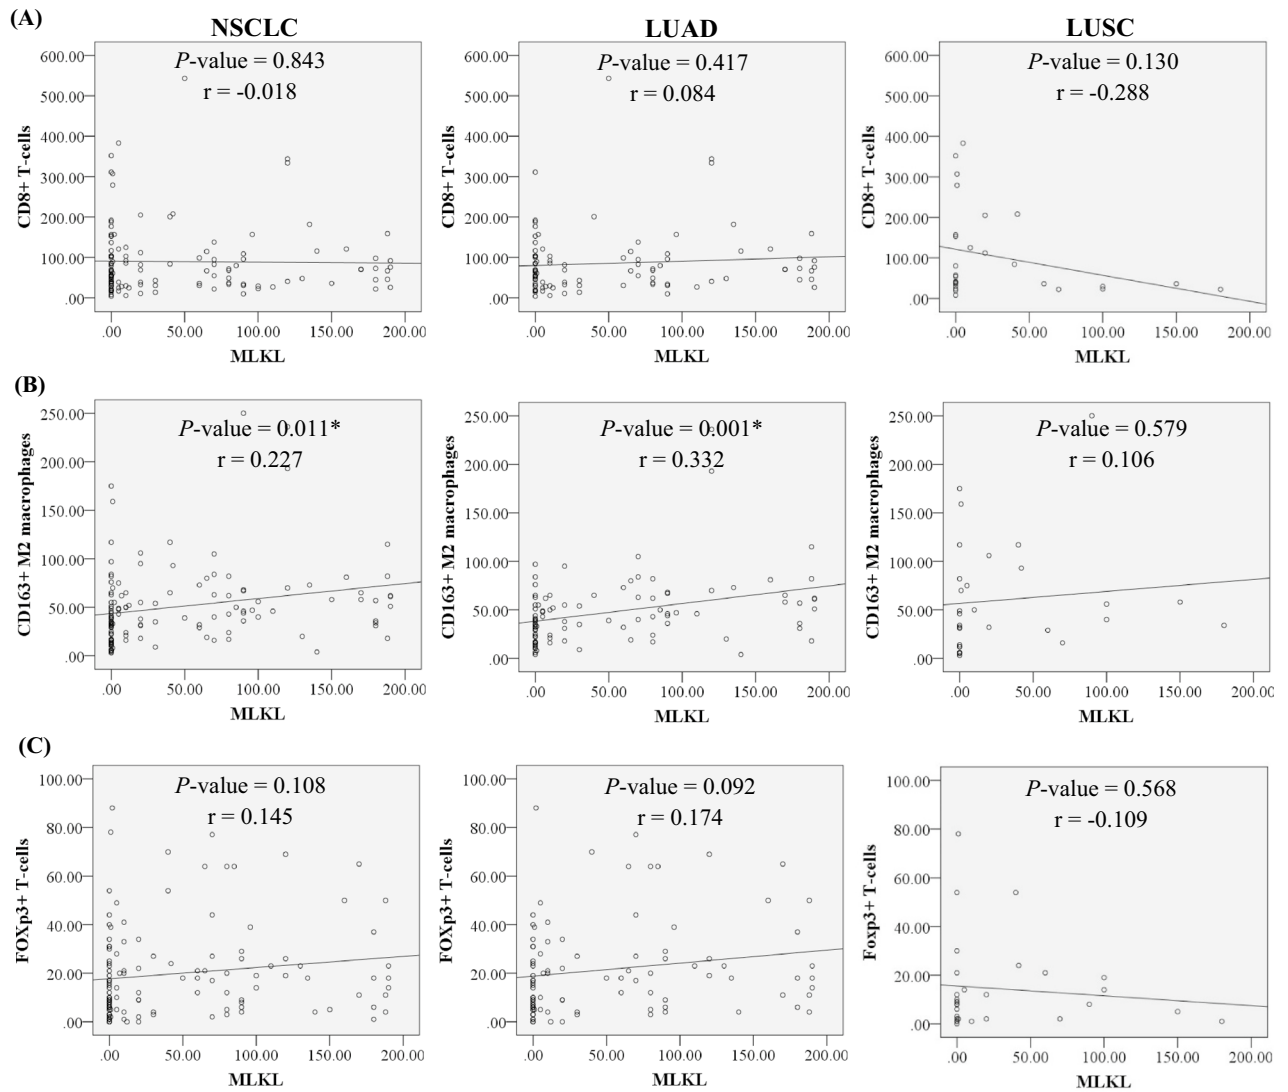 (A)
NSCLC
LUAD
LUSC
P-value = 0.843
r = -0.018
600.00
500.00
400.00
300.00
200.00
100.00
.00
CD8+ T-cells
.00 50.00 100.00 150.00 200.00
MLKL
P-value = 0.417
r = 0.084
600.00
500.00
400.00
300.00
200.00
100.00
.00
CD8+ T-cells
.00 50.00 100.00 150.00 200.00
MLKL
P-value = 0.130
r = -0.288
600.00
500.00
400.00
300.00
200.00
100.00
.00
CD8+ T-cells
.00 50.00 100.00 150.00 200.00
MLKL
(B)
P-value = 0.011*
r = 0.227
250.00
200.00
150.00
100.00
50.00
.00
CD163+ M2 macrophages
.00 50.00 100.00 150.00 200.00
MLKL
P-value = 0.001*
r = 0.332
250.00
200.00
150.00
100.00
50.00
.00
CD163+ M2 macrophages
.00 50.00 100.00 150.00 200.00
MLKL
P-value = 0.579
r = 0.106
250.00
200.00
150.00
100.00
50.00
.00
CD163+ M2 macrophages
.00 50.00 100.00 150.00 200.00
MLKL
(C)
P-value = 0.108
r = 0.145
100.00
80.00
60.00
40.00
20.00
.00
FOXp3+ T-cells
.00 50.00 100.00 150.00 200.00
MLKL
P-value = 0.092
r = 0.174
100.00
80.00
60.00
40.00
20.00
.00
FOXp3+ T-cells
.00 50.00 100.00 150.00 200.00
MLKL
P-value = 0.568
r = -0.109
100.00
80.00
60.00
40.00
20.00
.00
Foxp3+ T-cells
.00 50.00 100.00 150.00 200.00
MLKL